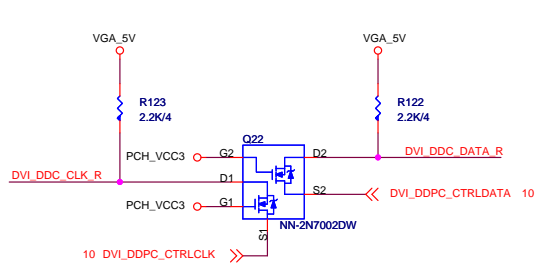 VGA_5V VGA_5V
R123 R122
2.2K/4 2.2K/4
Q22
PCH_VCC3 G2 D2 DVI_DDC_DATA_R
DVI_DDC_CLK_R D1
S2 DVI_DDPC_CTRLDATA 10
PCH_VCC3 G1
NN-2N7002DW
S1
10 DVI_DDPC_CTRLCLK